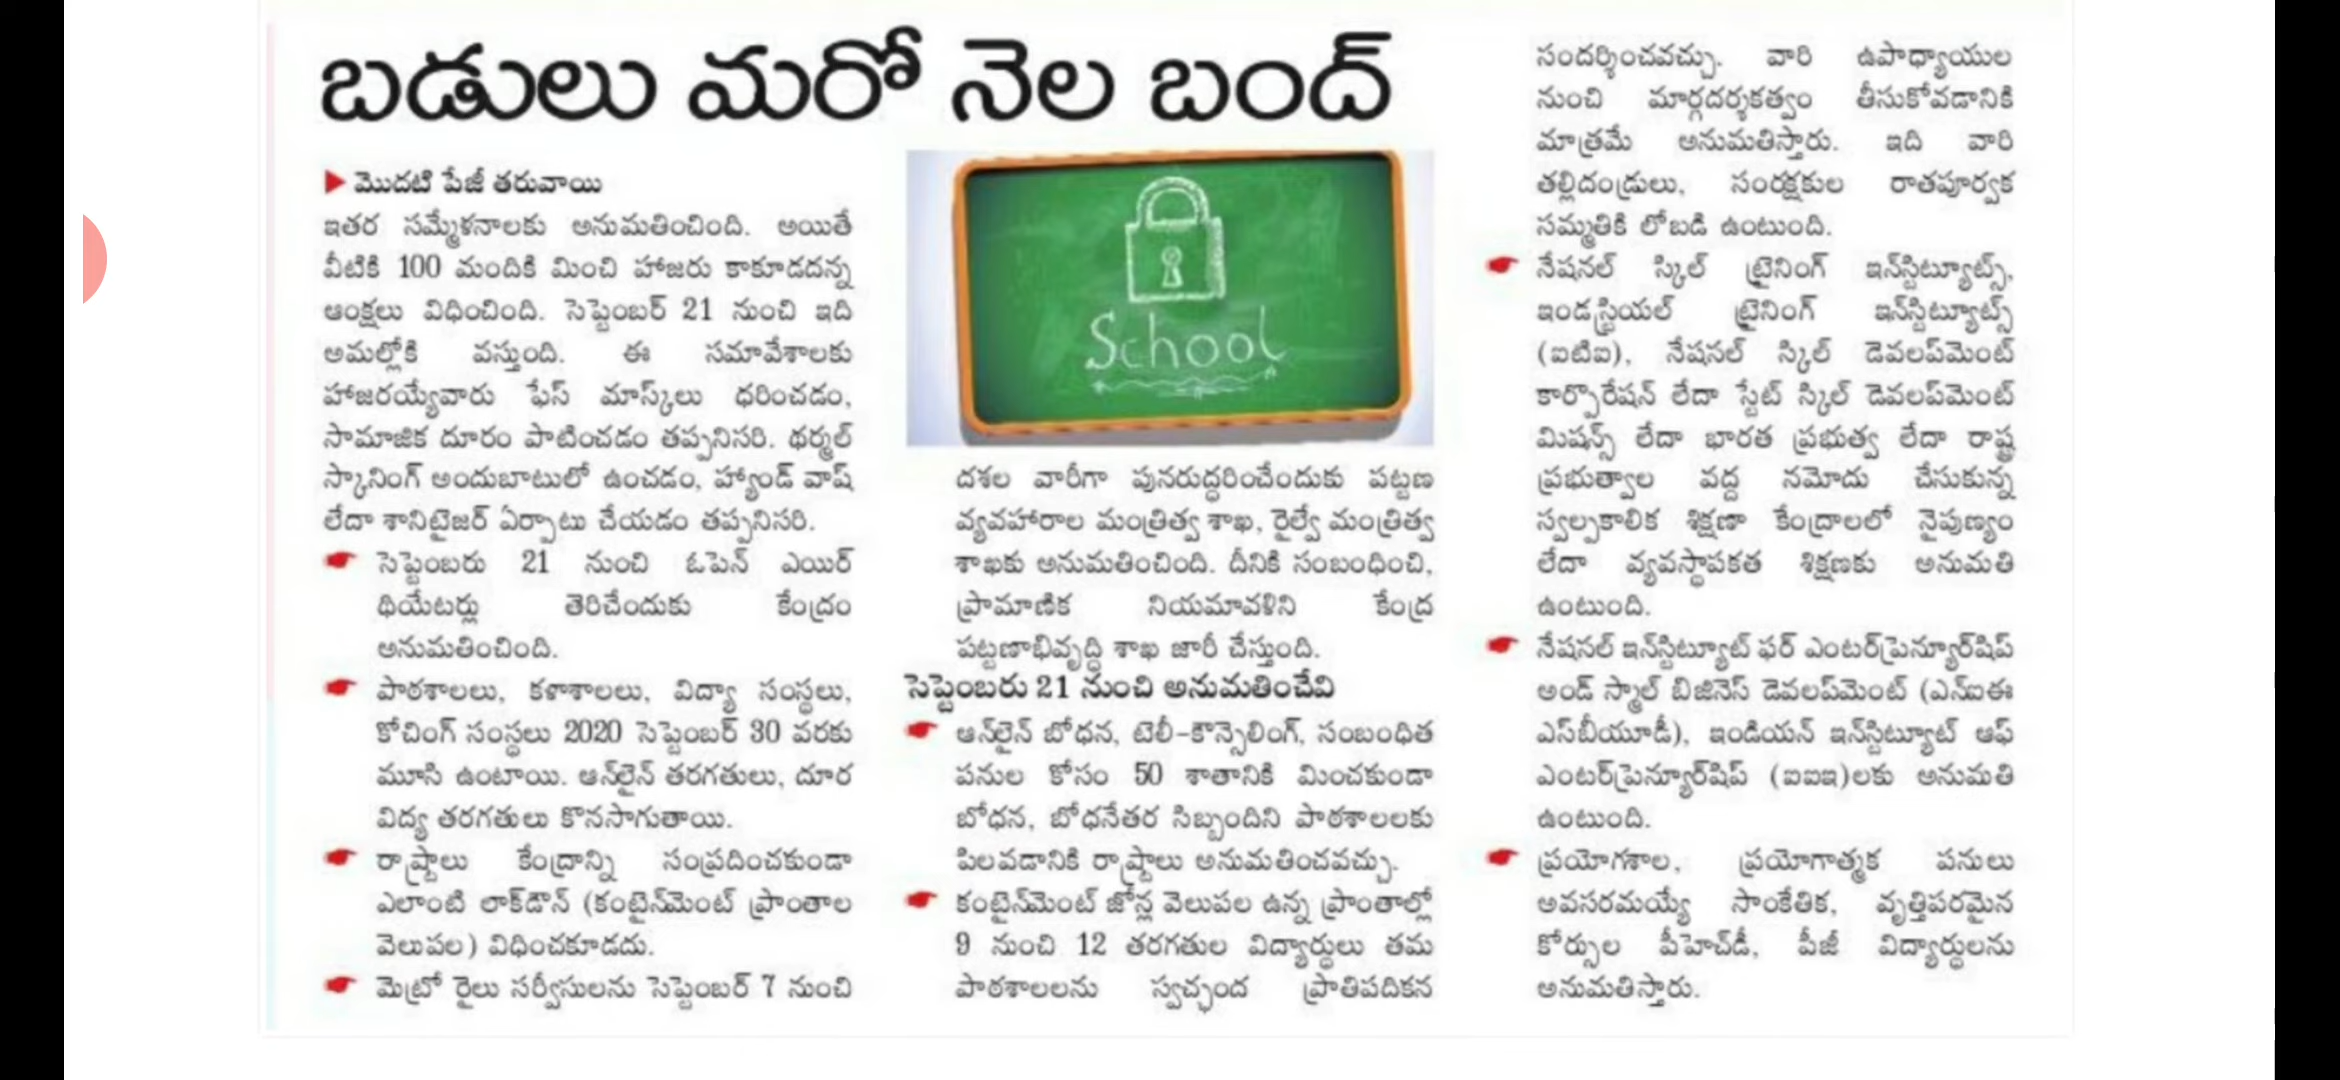 బడులు మరో నెల బంద్
మొదటి పేజీ తరువాయి
ఇతర సమ్మేళనాలకు అనుమతించింది. అయితే
వీటికి 100 మందికి మించి హాజరు కాకూడదన్న
ఆంక్షలు విధించింది. సెప్టెంబర్ 21 నుంచి ఇది
అమల్లోకి వస్తుంది. ఈ సమావేశాలకు
హాజరయ్యేవారు ఫేస్ మాస్క్‌లు ధరించడం,
సామాజిక దూరం పాటించడం తప్పనిసరి. థర్మల్
స్కానింగ్ అందుబాటులో ఉంచడం, హ్యాండ్ వాష్
లేదా శానిటైజర్ ఏర్పాటు చేయడం తప్పనిసరి.
సెప్టెంబరు 21 నుంచి ఓపెన్ ఎయిర్
థియేటర్లు తెరిచేందుకు కేంద్రం
అనుమతించింది.
పాఠశాలలు, కళాశాలలు, విద్యా సంస్థలు,
కోచింగ్ సంస్థలు 2020 సెప్టెంబర్ 30 వరకు
మూసి ఉంటాయి. ఆన్‌లైన్ తరగతులు, దూర
విద్య తరగతులు కొనసాగుతాయి.
రాష్ట్రాలు కేంద్రాన్ని సంప్రదించకుండా
ఎలాంటి లాక్‌డౌన్ (కంటైన్‌మెంట్ ప్రాంతాల
వెలుపల) విధించకూడదు.
మెట్రో రైలు సర్వీసులను సెప్టెంబర్ 7 నుంచి
School
దశల వారీగా పునరుద్ధరించేందుకు పట్టణ
వ్యవహారాల మంత్రిత్వ శాఖ, రైల్వే మంత్రిత్వ
శాఖకు అనుమతించింది. దీనికి సంబంధించి,
ప్రామాణిక నియమావళిని కేంద్ర
పట్టణాభివృద్ధి శాఖ జారీ చేస్తుంది.
సెప్టెంబరు 21 నుంచి అనుమతించేవి
ఆన్‌లైన్ బోధన, టెలీ-కౌన్సెలింగ్, సంబంధిత
పనుల కోసం 50 శాతానికి మించకుండా
బోధన, బోధనేతర సిబ్బందిని పాఠశాలలకు
పిలవడానికి రాష్ట్రాలు అనుమతించవచ్చు.
కంటైన్‌మెంట్ జోన్ల వెలుపల ఉన్న ప్రాంతాల్లో
9 నుంచి 12 తరగతుల విద్యార్థులు తమ
పాఠశాలలను స్వచ్ఛంద ప్రాతిపదికన
సందర్శించవచ్చు. వారి ఉపాధ్యాయుల
నుంచి మార్గదర్శకత్వం తీసుకోవడానికి
మాత్రమే అనుమతిస్తారు. ఇది వారి
తల్లిదండ్రులు, సంరక్షకుల రాతపూర్వక
సమ్మతికి లోబడి ఉంటుంది.
నేషనల్ స్కిల్ ట్రైనింగ్ ఇన్‌స్టిట్యూట్స్,
ఇండస్ట్రియల్ ట్రైనింగ్ ఇన్‌స్టిట్యూట్స్
(ఐటిఐ), నేషనల్ స్కిల్ డెవలప్‌మెంట్
కార్పొరేషన్ లేదా స్టేట్ స్కిల్ డెవలప్‌మెంట్
మిషన్స్ లేదా భారత ప్రభుత్వ లేదా రాష్ట్ర
ప్రభుత్వాల వద్ద నమోదు చేసుకున్న
స్వల్పకాలిక శిక్షణా కేంద్రాలలో నైపుణ్యం
లేదా వ్యవస్థాపకత శిక్షణకు అనుమతి
ఉంటుంది.
నేషనల్ ఇన్‌స్టిట్యూట్ ఫర్ ఎంటర్‌ప్రెన్యూర్‌షిప్
అండ్ స్మాల్ బిజినెస్ డెవలప్‌మెంట్ (ఎన్ఐఈ
ఎస్‌బీయూడీ), ఇండియన్ ఇన్‌స్టిట్యూట్ ఆఫ్
ఎంటర్‌ప్రెన్యూర్‌షిప్ (ఐఐఇ)లకు అనుమతి
ఉంటుంది.
ప్రయోగశాల, ప్రయోగాత్మక పనులు
అవసరమయ్యే సాంకేతిక, వృత్తిపరమైన
కోర్సుల పీహెచ్‌డీ, పీజీ విద్యార్థులను
అనుమతిస్తారు.